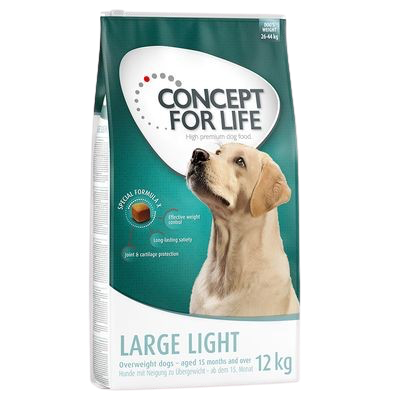 DOG'S
WEIGHT
26-44 kg
CONCEPT
FOR LIFE
High premium dog food.
SPECIAL FORMULA X
Effective weight
control
Long-lasting satiety
Joint & cartilage protection
LARGE LIGHT
Overweight dogs – aged 15 months and over
Hunde mit Neigung zu Übergewicht - ab dem 15. Monat
12 kg